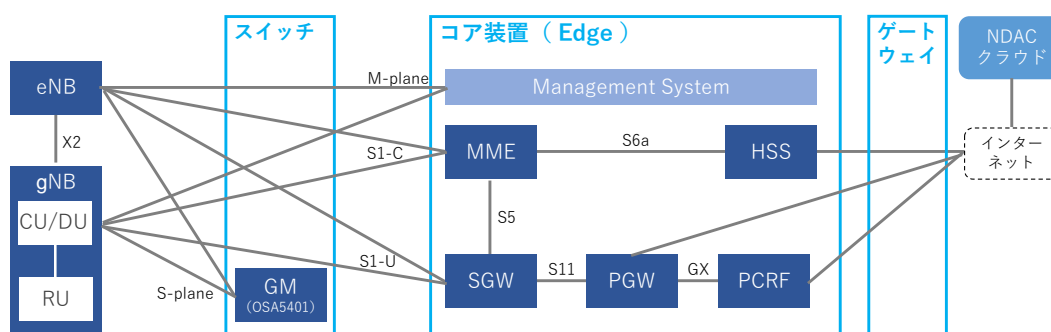 スイッチ
コア装置（ Edge ）
ゲート
ウェイ
NDAC
クラウド
eNB
M-plane
Management System
X2
S1-C
MME
S6a
HSS
インター
ネット
gNB
CU/DU
S5
S1-U
RU
S-plane
GM
(OSA5401)
SGW
S11
PGW
GX
PCRF